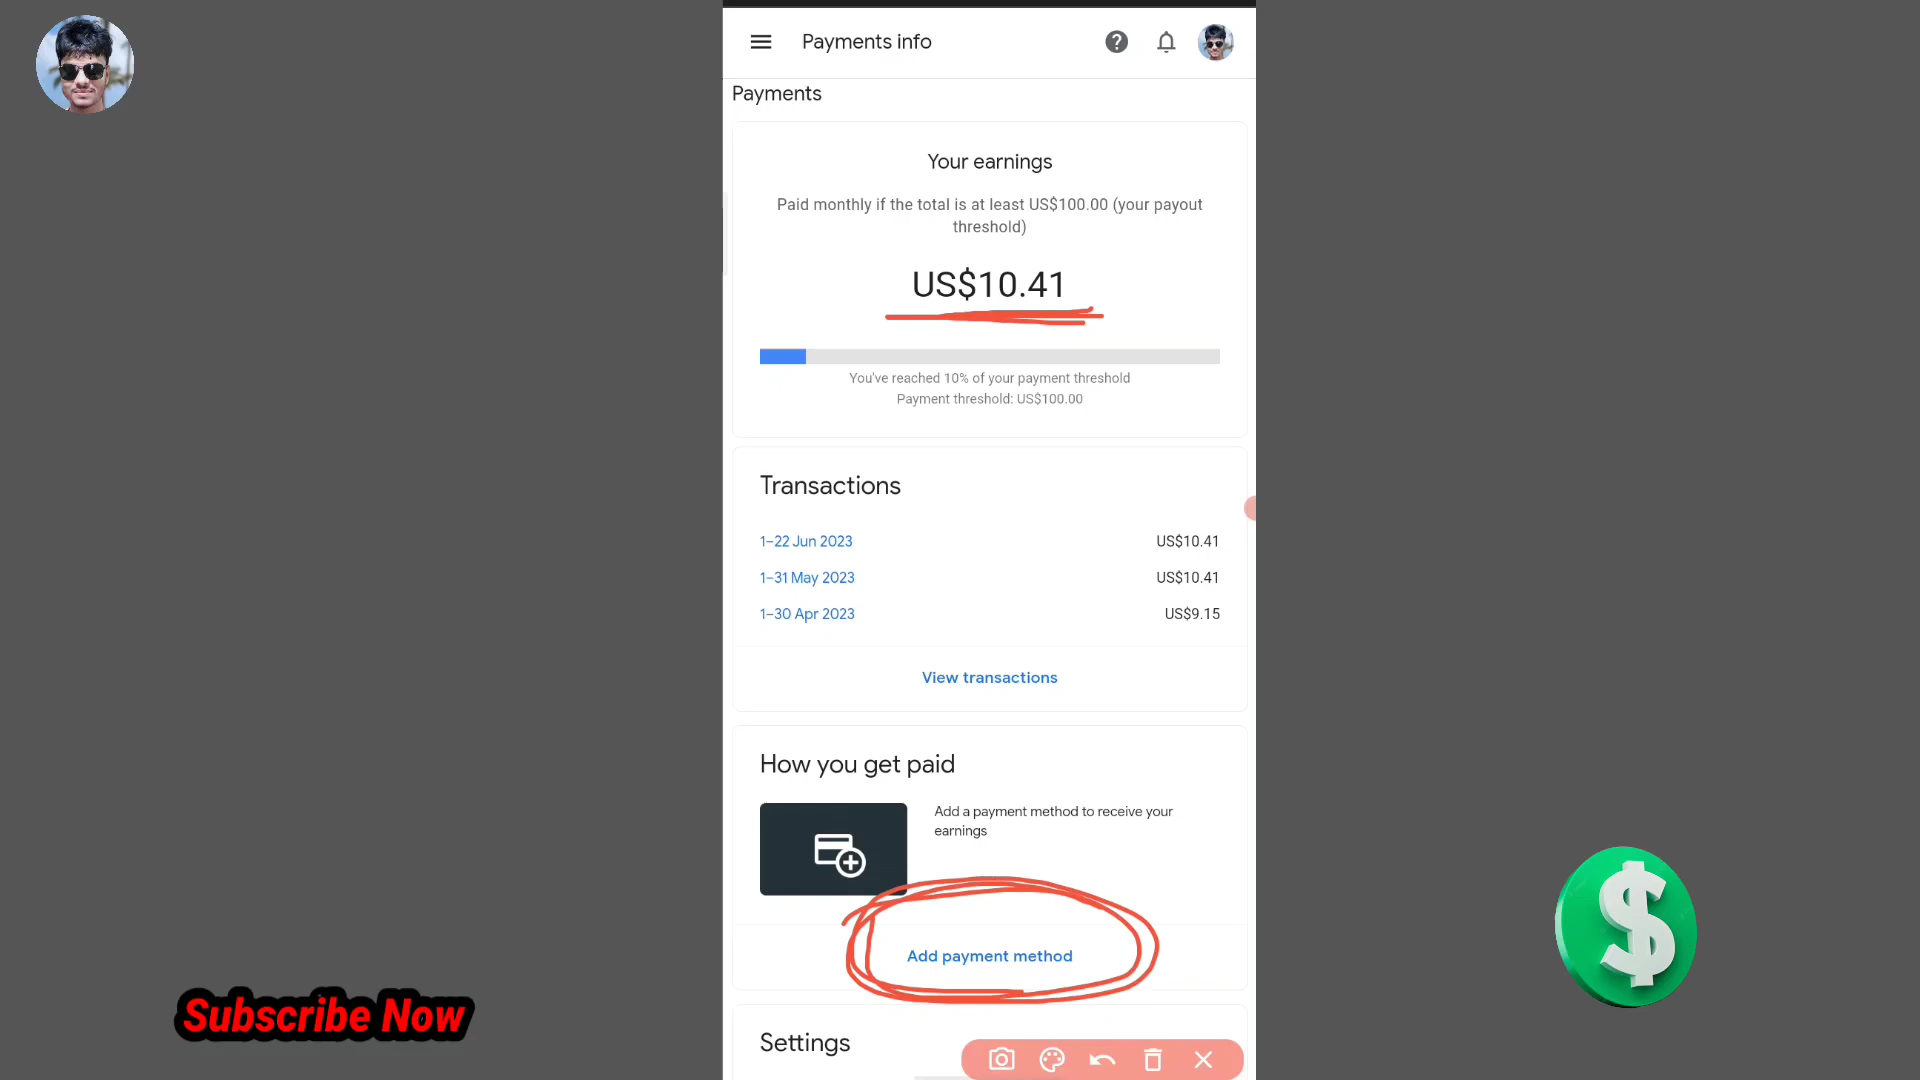 Payments info
Payments
Your earnings
Paid monthly if the total is at least US$100.00 (your payout
threshold)
US$10.41
You've reached 10% of your payment threshold
Payment threshold: US$100.00
Transactions
1–22 Jun 2023 US$10.41
1–31 May 2023 US$10.41
1–30 Apr 2023 US$9.15
View transactions
How you get paid
Add a payment method to receive your
earnings
Add payment method
Subscribe Now
Settings